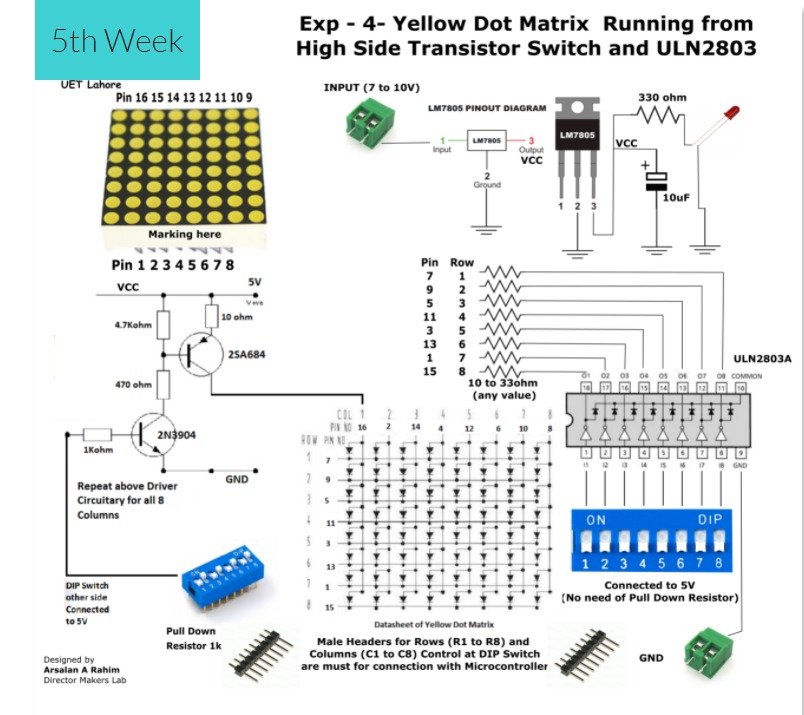 5th Week
Exp - 4- Yellow Dot Matrix Running from
High Side Transistor Switch and ULN2803
UET Lahore
Pin 16 15 14 13 12 11 10 9
Marking here
Pin 1 2 3 4 5 6 7 8
INPUT (7 to 10V)
LM7805 PINOUT DIAGRAM
1
Input
LM7805
3
Output
VCC
2
Ground
LM7805
1 2 3
330 ohm
VCC
+
10uF
VCC
5V
4.7Kohm
10 ohm
2SA684
470 ohm
2N3904
1Kohm
GND
Repeat above Driver
Circuitary for all 8
Columns
DIP Switch
other side
Connected
to 5V
ON
DIP
Pull Down
Resistor 1k
Designed by
Arsalan A Rahim
Director Makers Lab
Pin Row
7 1
9 2
5 3
11 4
3 5
13 6
1 7
15 8
10 to 33ohm
(any value)
ULN2803A
O1 O2 O3 O4 O5 O6 O7 O8 COMMON
18 17 16 15 14 13 12 11 10
1 2 3 4 5 6 7 8 9
I1 I2 I3 I4 I5 I6 I7 I8 GND
ON DIP
1 2 3 4 5 6 7 8
Connected to 5V
(No need of Pull Down Resistor)
COL 1 2 3 4 5 6 7 8
PIN NO 16 2 14 4 12 6 10 8
ROW PIN NO
1 7
2 9
3 5
4 11
5 3
6 13
7 1
8 15
Datasheet of Yellow Dot Matrix
Male Headers for Rows (R1 to R8) and
Columns (C1 to C8) Control at DIP Switch
are must for connection with Microcontroller
GND